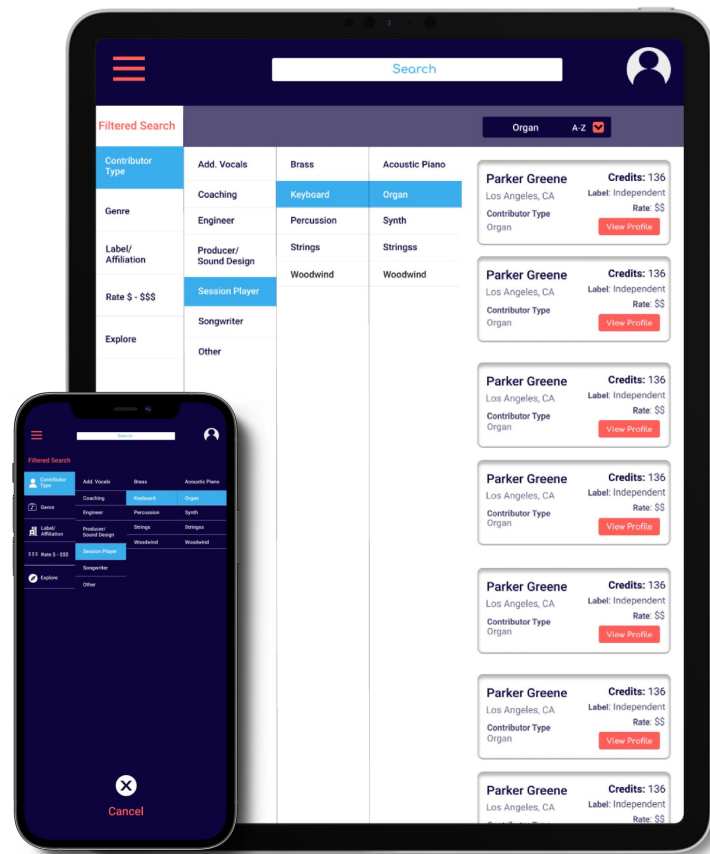 Search
Filtered Search
Organ A-Z
Contributor
Type
Genre
Label/
Affiliation
Rate $ - $$$
Explore
Add. Vocals
Coaching
Engineer
Producer/
Sound Design
Session Player
Songwriter
Other
Brass
Keyboard
Percussion
Strings
Woodwind
Acoustic Piano
Organ
Synth
Stringss
Woodwind
Parker Greene Credits: 136
Los Angeles, CA Label: Independent
Contributor Type Rate: $$
Organ View Profile
Parker Greene Credits: 136
Los Angeles, CA Label: Independent
Contributor Type Rate: $$
Organ View Profile
Parker Greene Credits: 136
Los Angeles, CA Label: Independent
Contributor Type Rate: $$
Organ View Profile
Parker Greene Credits: 136
Los Angeles, CA Label: Independent
Contributor Type Rate: $$
Organ View Profile
Parker Greene Credits: 136
Los Angeles, CA Label: Independent
Contributor Type Rate: $$
Organ View Profile
Parker Greene Credits: 136
Los Angeles, CA Label: Independent
Contributor Type Rate: $$
Organ View Profile
Parker Greene Credits: 136
Los Angeles, CA Label: Independent
Rate: $$
Search
Filtered Search
Contributor
Type
Genre
Label/
Affiliation
$$$ Rate $ - $$$
Explore
Add. Vocals
Coaching
Engineer
Producer/
Sound Design
Session Player
Songwriter
Other
Brass
Keyboard
Percussion
Strings
Woodwind
Acoustic Piano
Organ
Synth
Stringss
Woodwind
Cancel